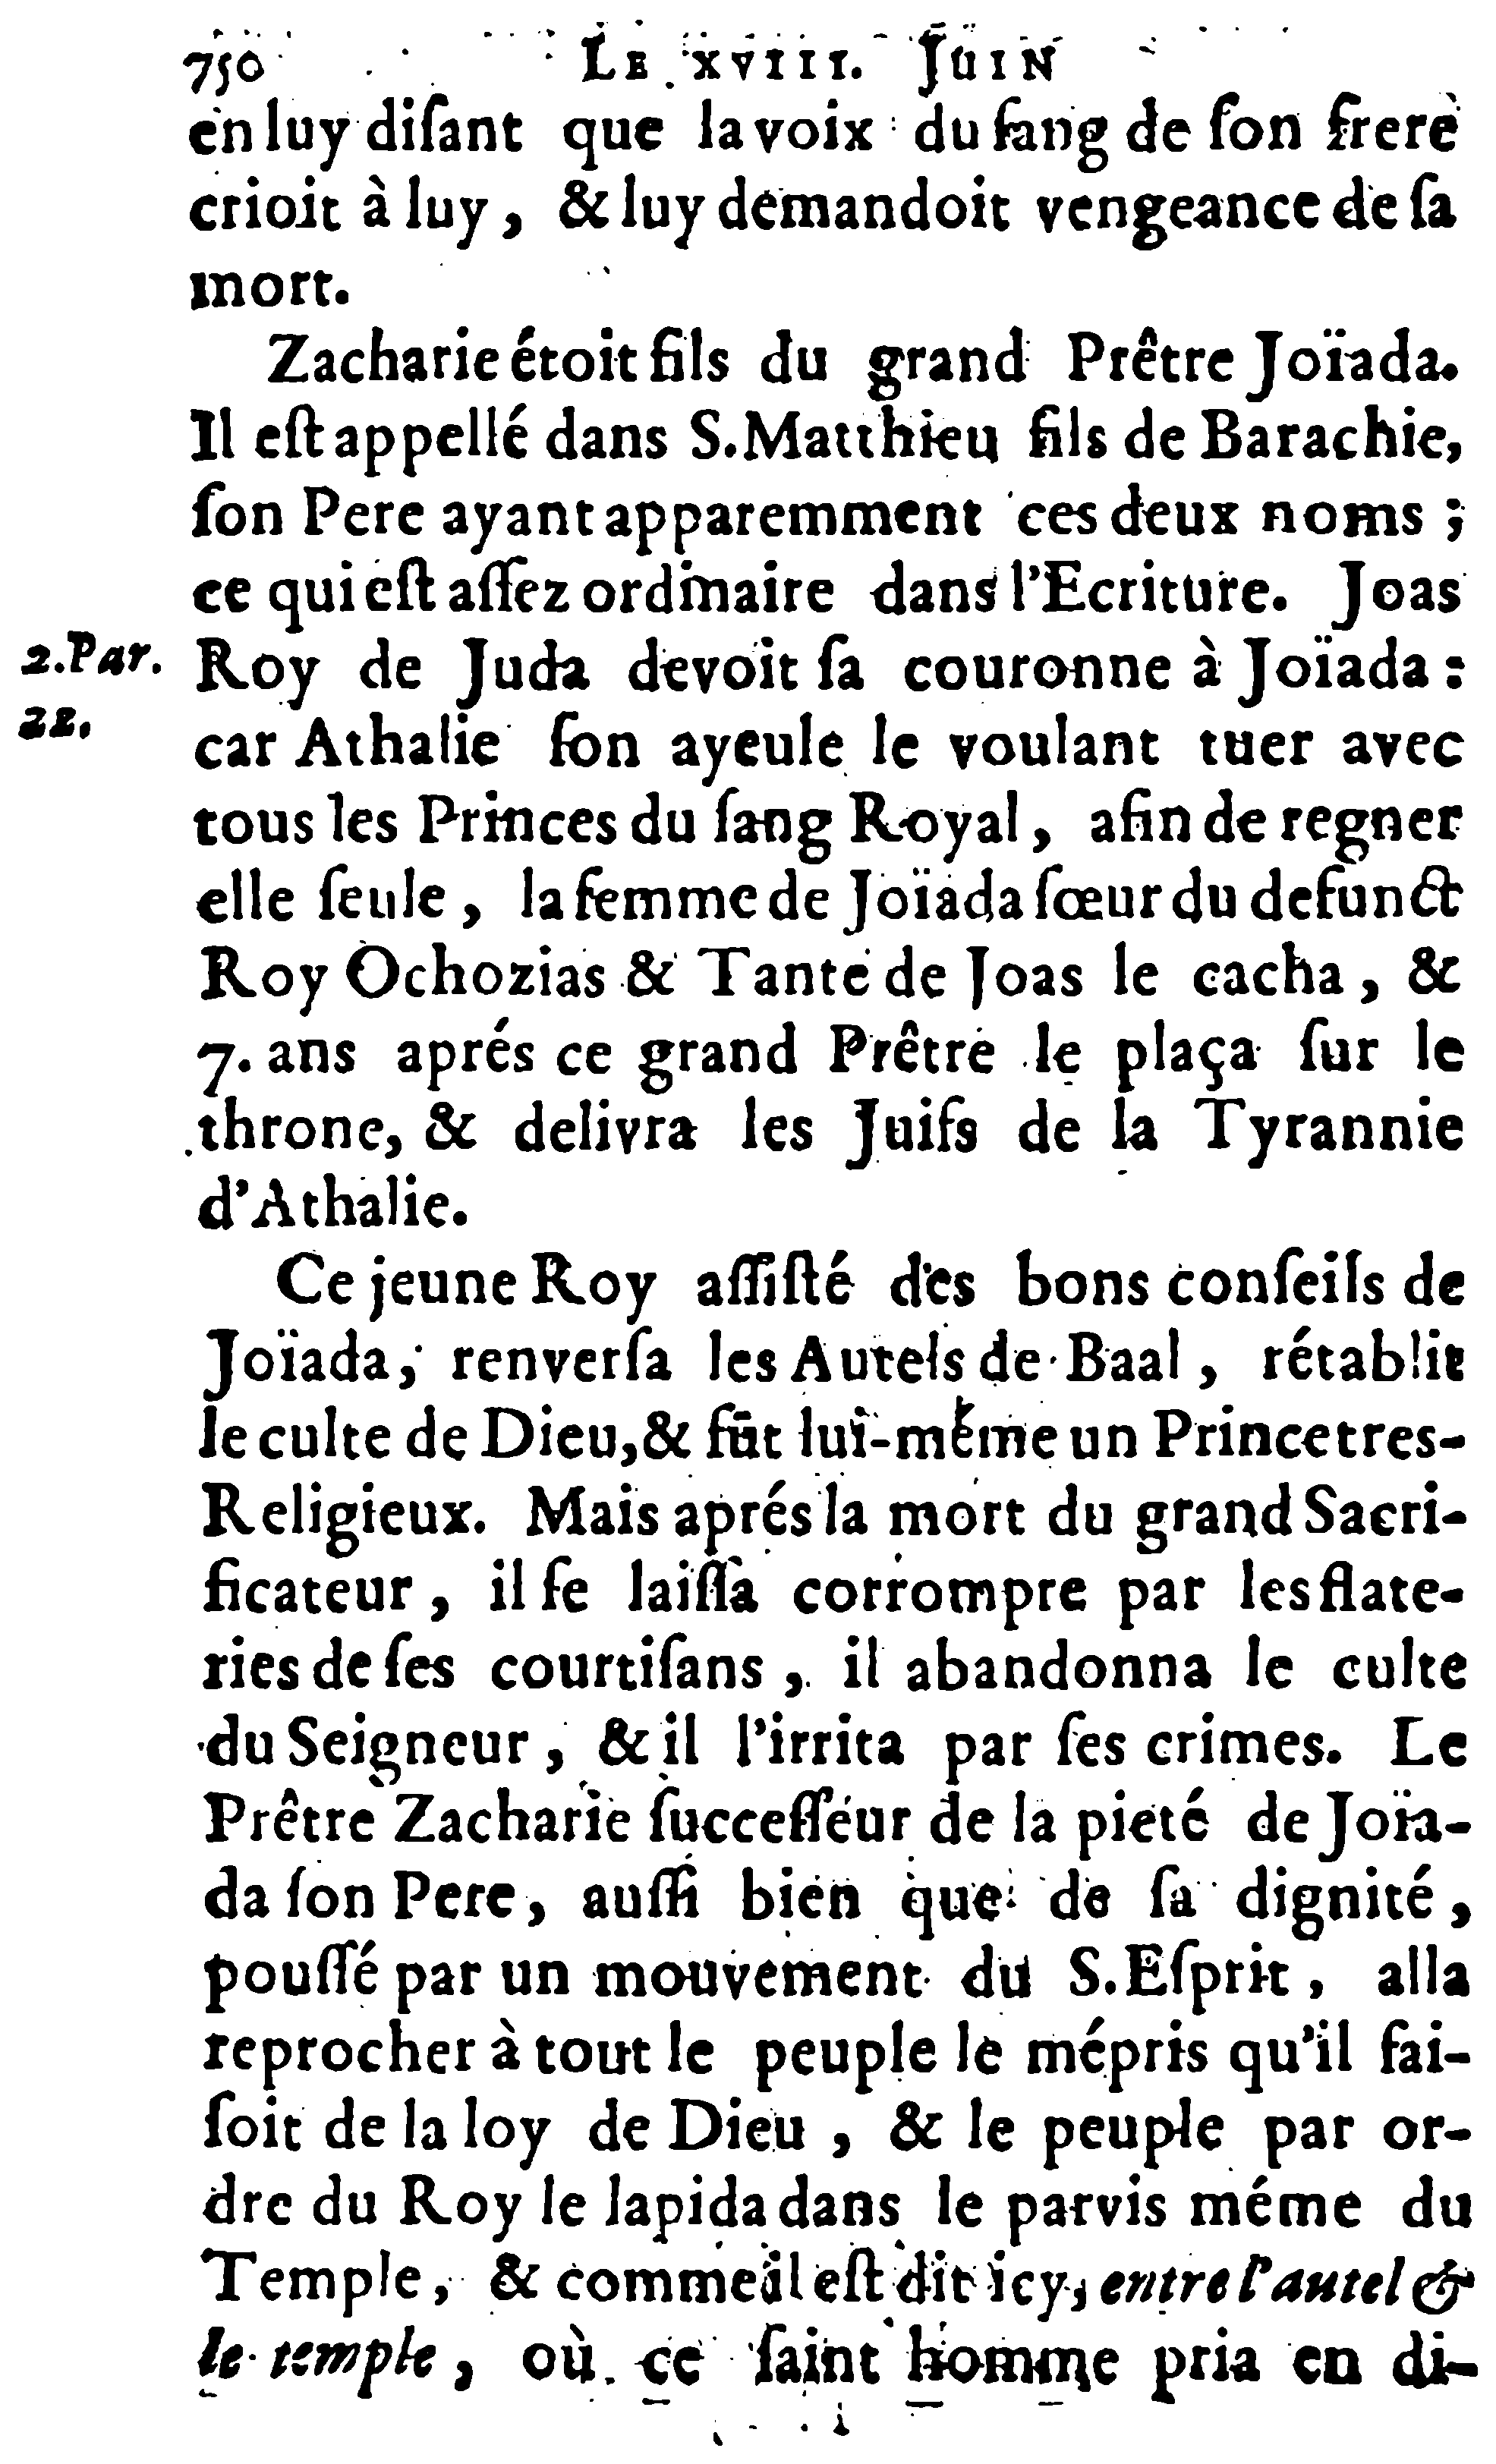 750 LE XVIII. JUIN
en luy diſant que la voix du ſang de ſon frere
crioit à luy, & luy demandoit vengeance de ſa
mort.
Zacharie étoit fils du grand Prêtre Joïada.
Il eſt appellé dans S. Matthieu fils de Barachie,
ſon Pere ayant apparemment ces deux noms ;
ce qui eſt aſſez ordinaire dans l'Ecriture. Joas
2. Par. Roy de Juda devoit ſa couronne à Joïada :
22. car Athalie ſon ayeule le voulant tuer avec
tous les Princes du ſang Royal, afin de regner
elle ſeule, la femme de Joïada ſœur du defunct
Roy Ochozias & Tante de Joas le cacha, &
7. ans aprés ce grand Prêtre le plaça ſur le
throne, & delivra les Juifs de la Tyrannie
d'Athalie.
Ce jeune Roy aſſiſté des bons conſeils de
Joïada, renverſa les Autels de Baal, rétablit
le culte de Dieu, & fût lui-même un Prince tres-
Religieux. Mais aprés la mort du grand Sacri-
ficateur, il ſe laiſſa corrompre par les flate-
ries de ſes courtiſans, il abandonna le culte
du Seigneur, & il l'irrita par ſes crimes. Le
Prêtre Zacharie ſucceſſeur de la pieté de Joïa-
da ſon Pere, auſſi bien que de ſa dignité,
pouſſé par un mouvement du S. Eſprit, alla
reprocher à tout le peuple le mépris qu'il fai-
ſoit de la loy de Dieu, & le peuple par or-
dre du Roy le lapida dans le parvis méme du
Temple, & comme il eſt dit icy, entre l'autel &
le temple, où ce ſaint homme pria en di-